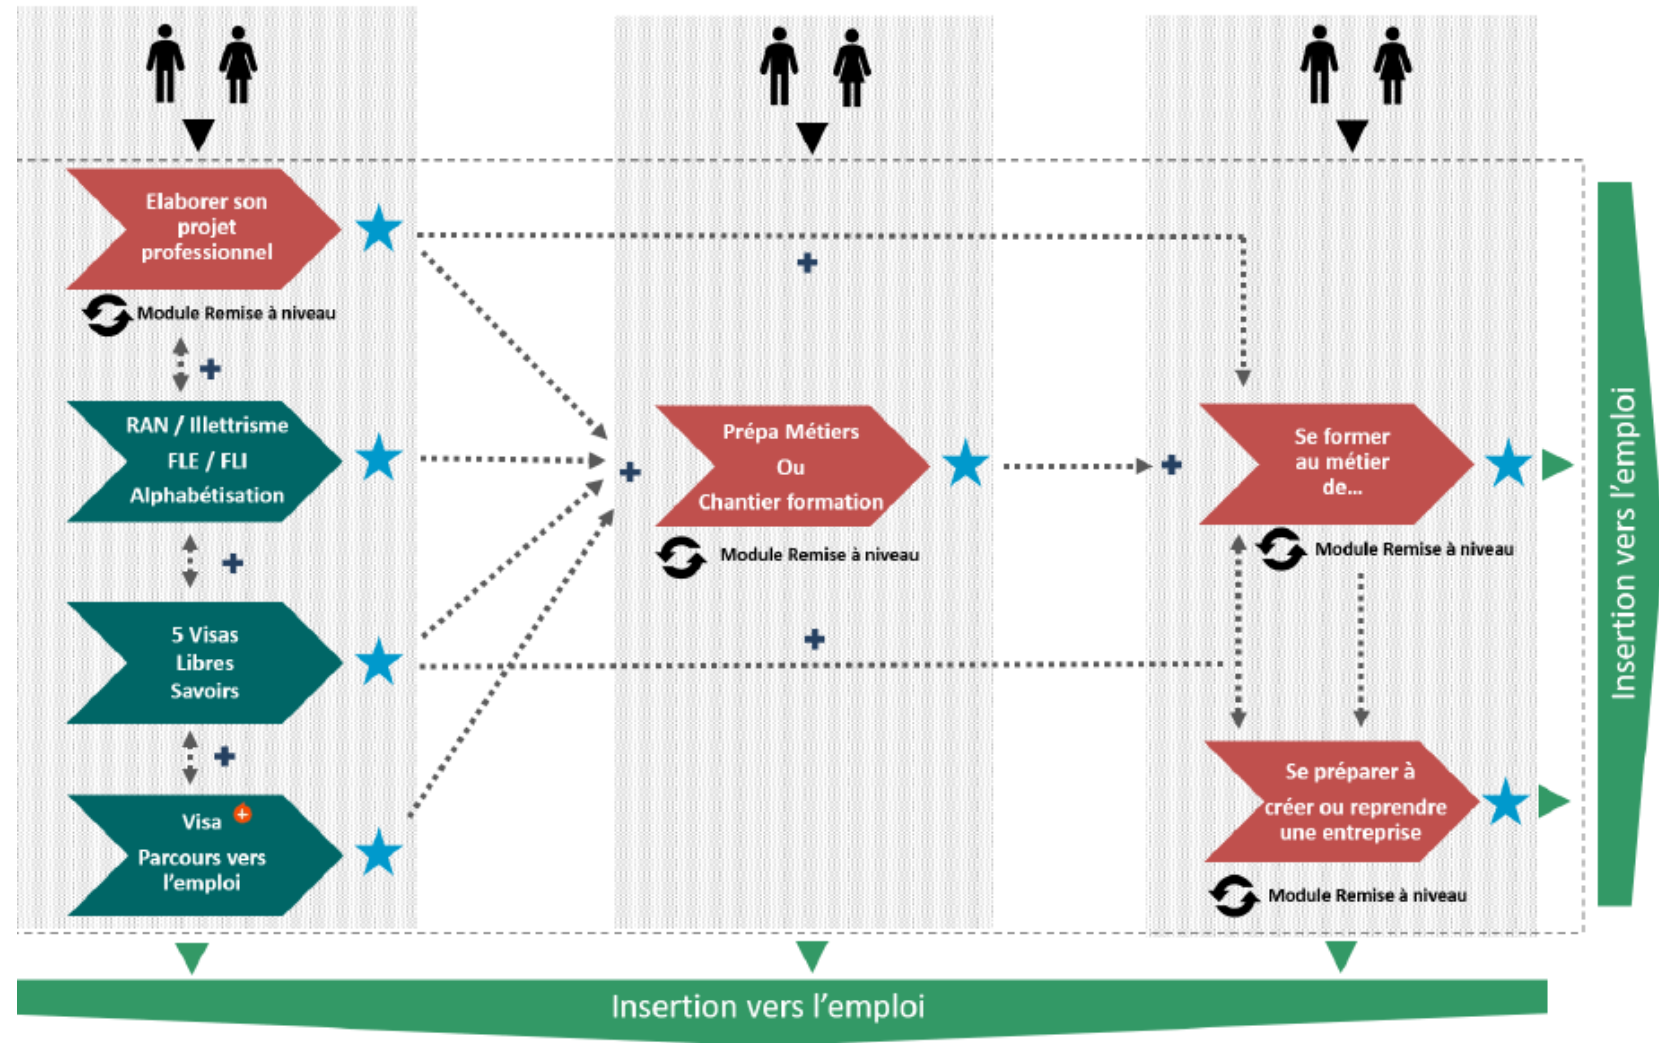 Elaborer son
projet
professionnel
Module Remise à niveau
RAN / Illettrisme
FLE / FLI
Alphabétisation
5 Visas
Libres
Savoirs
Visa
Parcours vers
l'emploi
Prépa Métiers
Ou
Chantier formation
Module Remise à niveau
Se former
au métier
de...
Module Remise à niveau
Se préparer à
créer ou reprendre
une entreprise
Module Remise à niveau
Insertion vers l'emploi
Insertion vers l'emploi